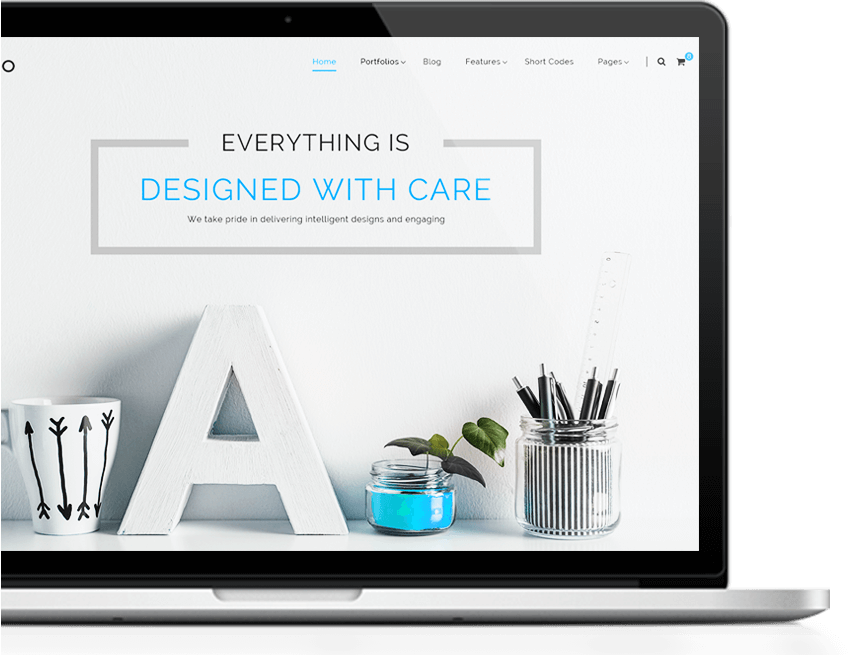 O
Home Portfolios Blog Features Short Codes Pages
EVERYTHING IS
DESIGNED WITH CARE
We take pride in delivering intelligent designs and engaging
A